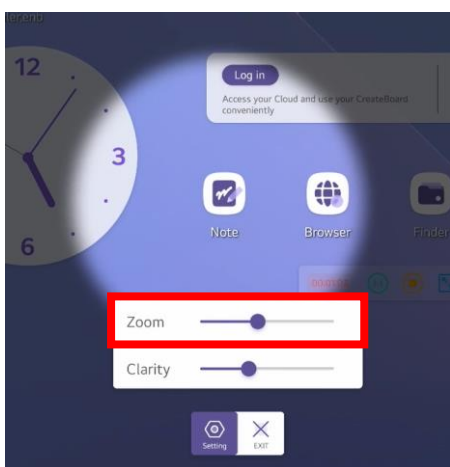 12
3
6
Log in
Access your Cloud and use your CreateBoard
conveniently
Note
Browser
Finder
Zoom
Clarity
Setting
EXIT